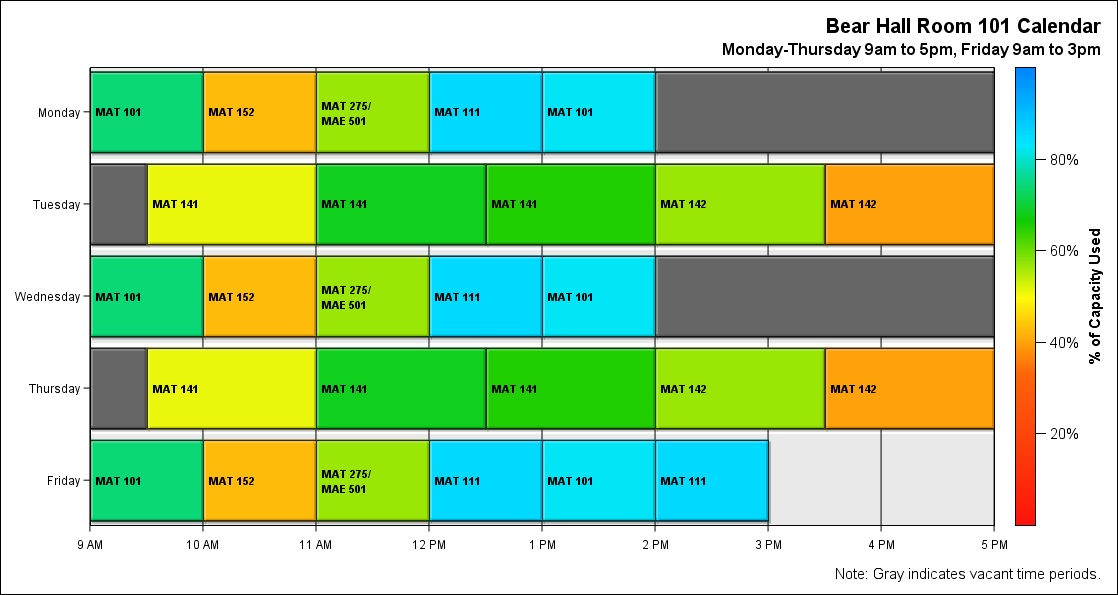 Bear Hall Room 101 Calendar
Monday-Thursday 9am to 5pm, Friday 9am to 3pm
Monday
MAT 101
MAT 152
MAT 275/
MAE 501
MAT 111
MAT 101
Tuesday
MAT 141
MAT 141
MAT 141
MAT 142
MAT 142
Wednesday
MAT 101
MAT 152
MAT 275/
MAE 501
MAT 111
MAT 101
Thursday
MAT 141
MAT 141
MAT 141
MAT 142
MAT 142
Friday
MAT 101
MAT 152
MAT 275/
MAE 501
MAT 111
MAT 101
MAT 111
9 AM
10 AM
11 AM
12 PM
1 PM
2 PM
3 PM
4 PM
5 PM
80%
60%
40%
20%
% of Capacity Used
Note: Gray indicates vacant time periods.